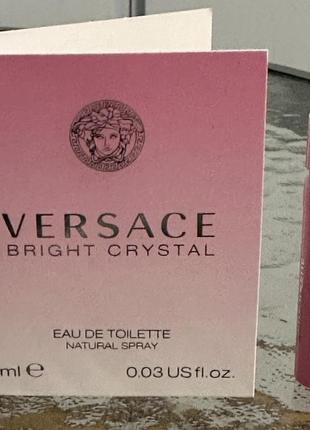 VERSACE
BRIGHT CRYSTAL
EAU DE TOILETTE
NATURAL SPRAY
ml e 0.03 US fl.oz.